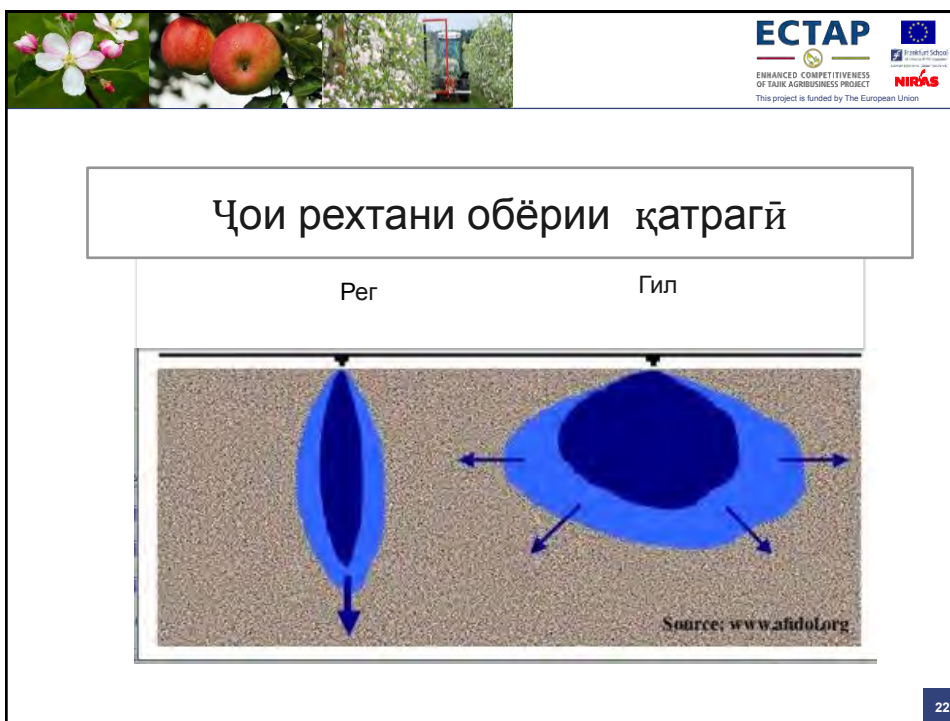 ECTAP
ENHANCED COMPETITIVENESS
OF TAJIK AGRIBUSINESS PROJECT
Frankfurt School
NIRAS
This project is funded by The European Union
Ҷои рехтани обёрии қатрагӣ
Рег
Гил
Source: www.afidol.org
22